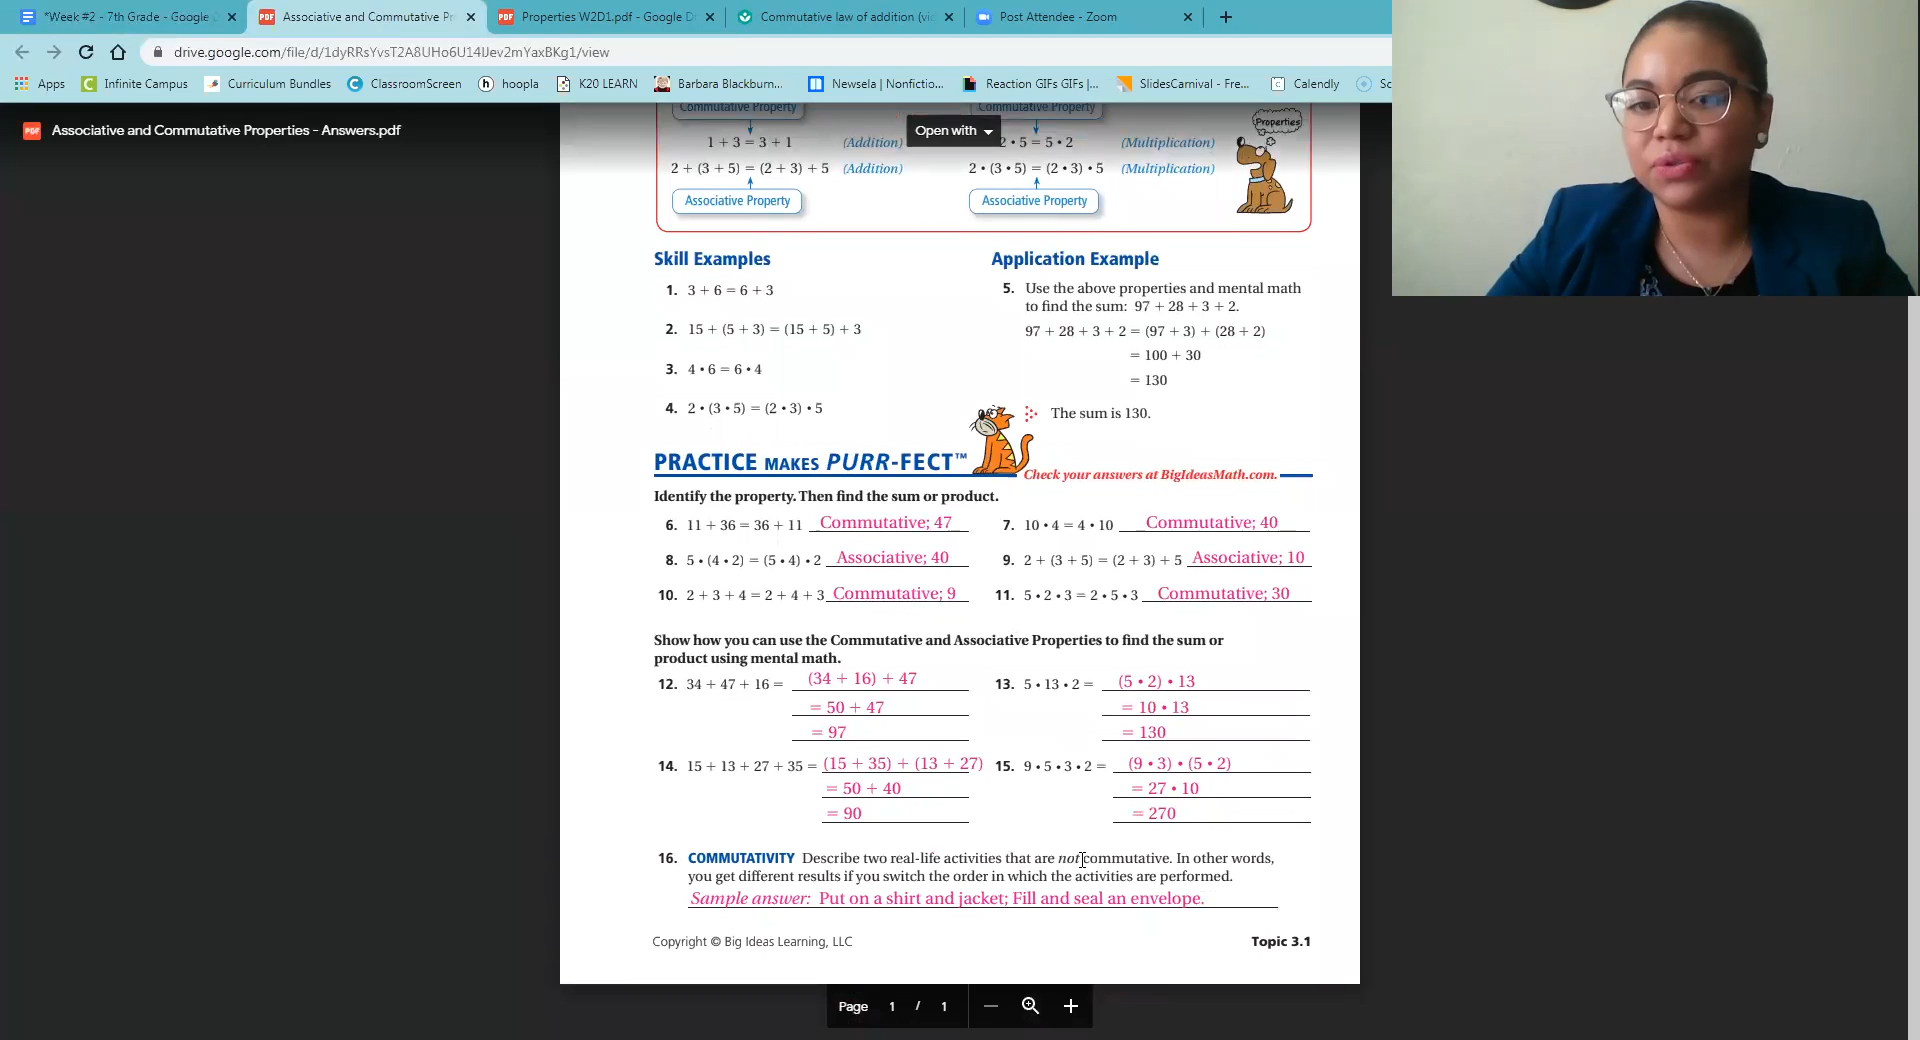 *Week #2 - 7th Grade - Google
Associative and Commutative Pr
Properties W2D1.pdf - Google D
Commutative law of addition (vi
Post Attendee - Zoom
drive.google.com/file/d/1dyRRsYvsT2A8UHo6U14lJev2mYaxBKg1/view
Apps
Infinite Campus
Curriculum Bundles
ClassroomScreen
hoopla
K20 LEARN
Barbara Blackburn...
Newsela | Nonfictio...
Reaction GIFs GIFs |...
SlidesCarnival - Fre...
Calendly
Sc
PDF Associative and Commutative Properties - Answers.pdf
Open with
Commutative Property
Commutative Property
Properties
1 + 3 = 3 + 1 (Addition)
2 • 5 = 5 • 2 (Multiplication)
2 + (3 + 5) = (2 + 3) + 5 (Addition)
2 • (3 • 5) = (2 • 3) • 5 (Multiplication)
Associative Property
Associative Property
Skill Examples
1. 3 + 6 = 6 + 3
2. 15 + (5 + 3) = (15 + 5) + 3
3. 4 • 6 = 6 • 4
4. 2 • (3 • 5) = (2 • 3) • 5
Application Example
5. Use the above properties and mental math
to find the sum: 97 + 28 + 3 + 2.
97 + 28 + 3 + 2 = (97 + 3) + (28 + 2)
= 100 + 30
= 130
The sum is 130.
PRACTICE MAKES PURR-FECT™
Check your answers at BigIdeasMath.com.
Identify the property. Then find the sum or product.
6. 11 + 36 = 36 + 11 Commutative; 47
7. 10 • 4 = 4 • 10 Commutative; 40
8. 5 • (4 • 2) = (5 • 4) • 2 Associative; 40
9. 2 + (3 + 5) = (2 + 3) + 5 Associative; 10
10. 2 + 3 + 4 = 2 + 4 + 3 Commutative; 9
11. 5 • 2 • 3 = 2 • 5 • 3 Commutative; 30
Show how you can use the Commutative and Associative Properties to find the sum or
product using mental math.
12. 34 + 47 + 16 = (34 + 16) + 47
= 50 + 47
= 97
13. 5 • 13 • 2 = (5 • 2) • 13
= 10 • 13
= 130
14. 15 + 13 + 27 + 35 = (15 + 35) + (13 + 27)
= 50 + 40
= 90
15. 9 • 5 • 3 • 2 = (9 • 3) • (5 • 2)
= 27 • 10
= 270
16. COMMUTATIVITY Describe two real-life activities that are not commutative. In other words,
you get different results if you switch the order in which the activities are performed.
Sample answer: Put on a shirt and jacket; Fill and seal an envelope.
Copyright © Big Ideas Learning, LLC
Topic 3.1
Page 1 / 1